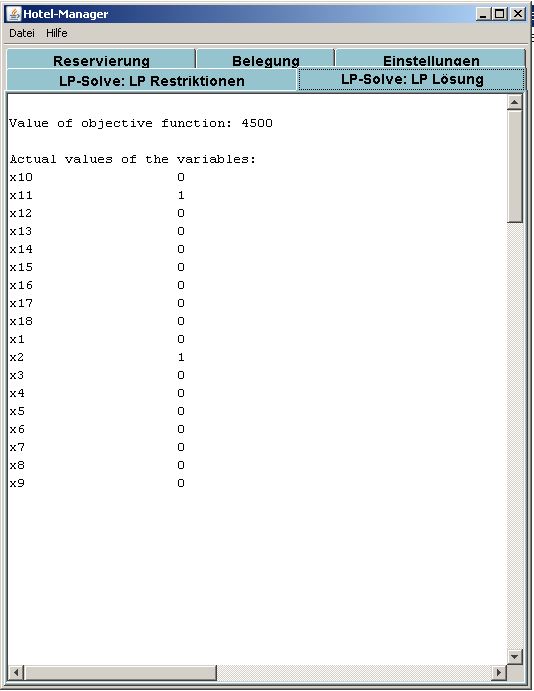 Hotel-Manager
Datei Hilfe
Reservierung Belegung Einstellungen
LP-Solve: LP Restriktionen LP-Solve: LP Lösung
Value of objective function: 4500
Actual values of the variables:
x10 0
x11 1
x12 0
x13 0
x14 0
x15 0
x16 0
x17 0
x18 0
x1 0
x2 1
x3 0
x4 0
x5 0
x6 0
x7 0
x8 0
x9 0